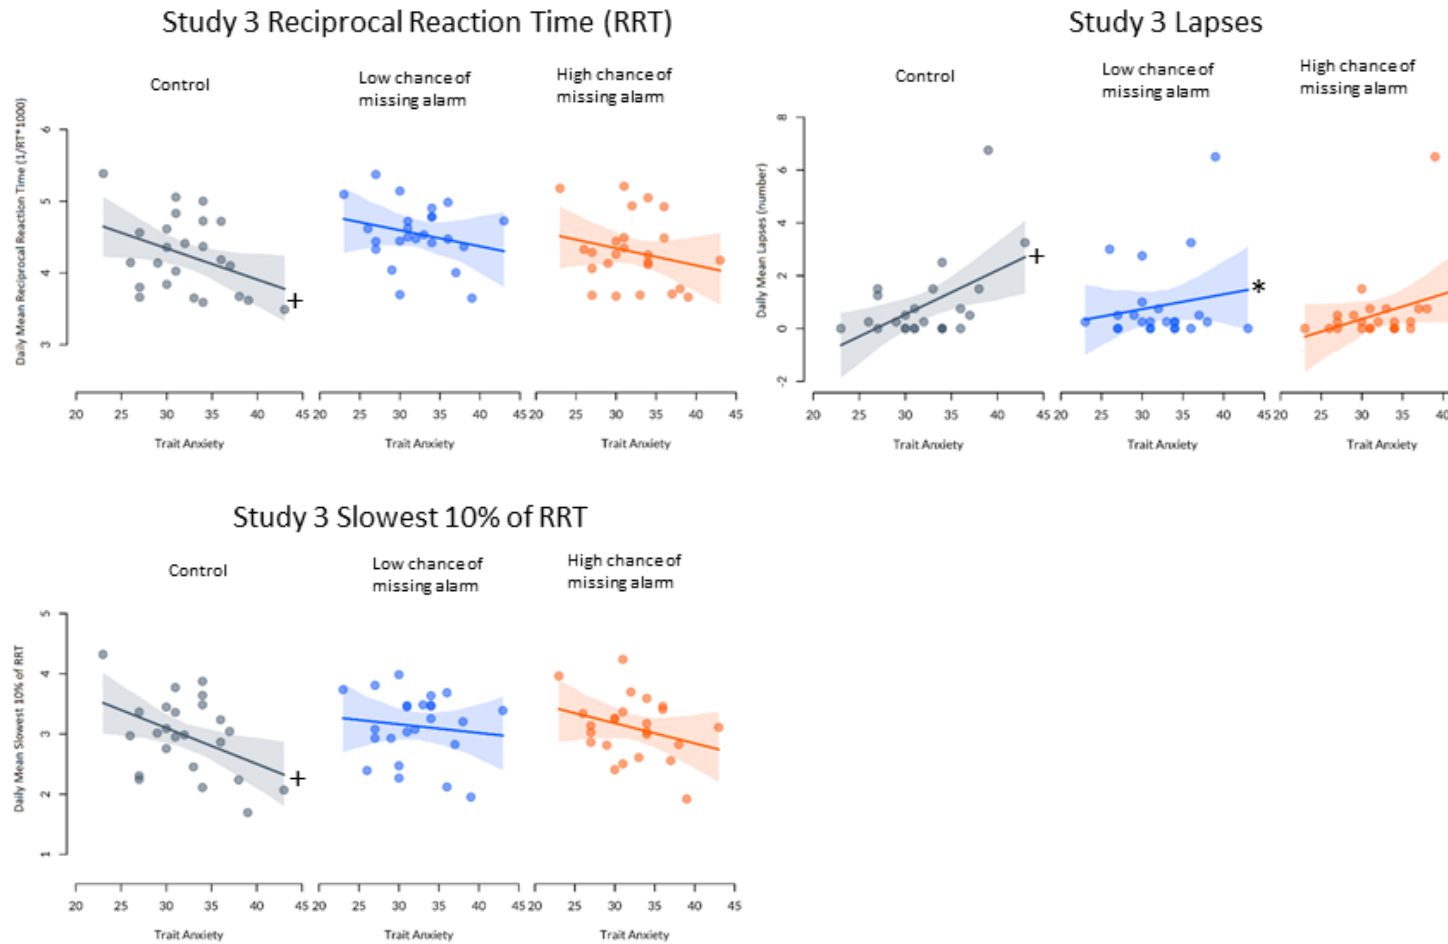 Study 3 Reciprocal Reaction Time (RRT)
Control
Low chance of
missing alarm
High chance of
missing alarm
Daily Mean Reciprocal Reaction Time (1/RT*1000)
6
5
4
3
20 25 30 35 40 45 20 25 30 35 40 45 20 25 30 35 40 45
+
Trait Anxiety Trait Anxiety Trait Anxiety
Study 3 Lapses
Control
Low chance of
missing alarm
High chance of
missing alarm
Daily Mean Lapses (number)
8
6
4
2
0
-2
+
*
20 25 30 35 40 45 20 25 30 35 40 45 20 25 30 35 40
Trait Anxiety Trait Anxiety Trait Anxiety
Study 3 Slowest 10% of RRT
Control
Low chance of
missing alarm
High chance of
missing alarm
Daily Mean Slowest 10% of RRT
5
4
3
2
1
+
20 25 30 35 40 45 20 25 30 35 40 45 20 25 30 35 40 45
Trait Anxiety Trait Anxiety Trait Anxiety